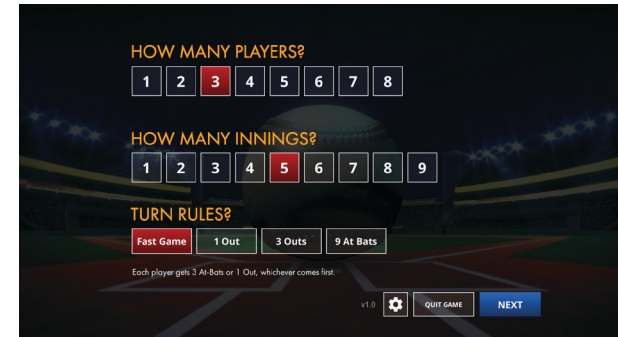 HOW MANY PLAYERS?
1 2 3 4 5 6 7 8
HOW MANY INNINGS?
1 2 3 4 5 6 7 8 9
TURN RULES?
Fast Game 1 Out 3 Outs 9 At Bats
Each player gets 3 At-Bats or 1 Out, whichever comes first.
v1.0 QUIT GAME NEXT